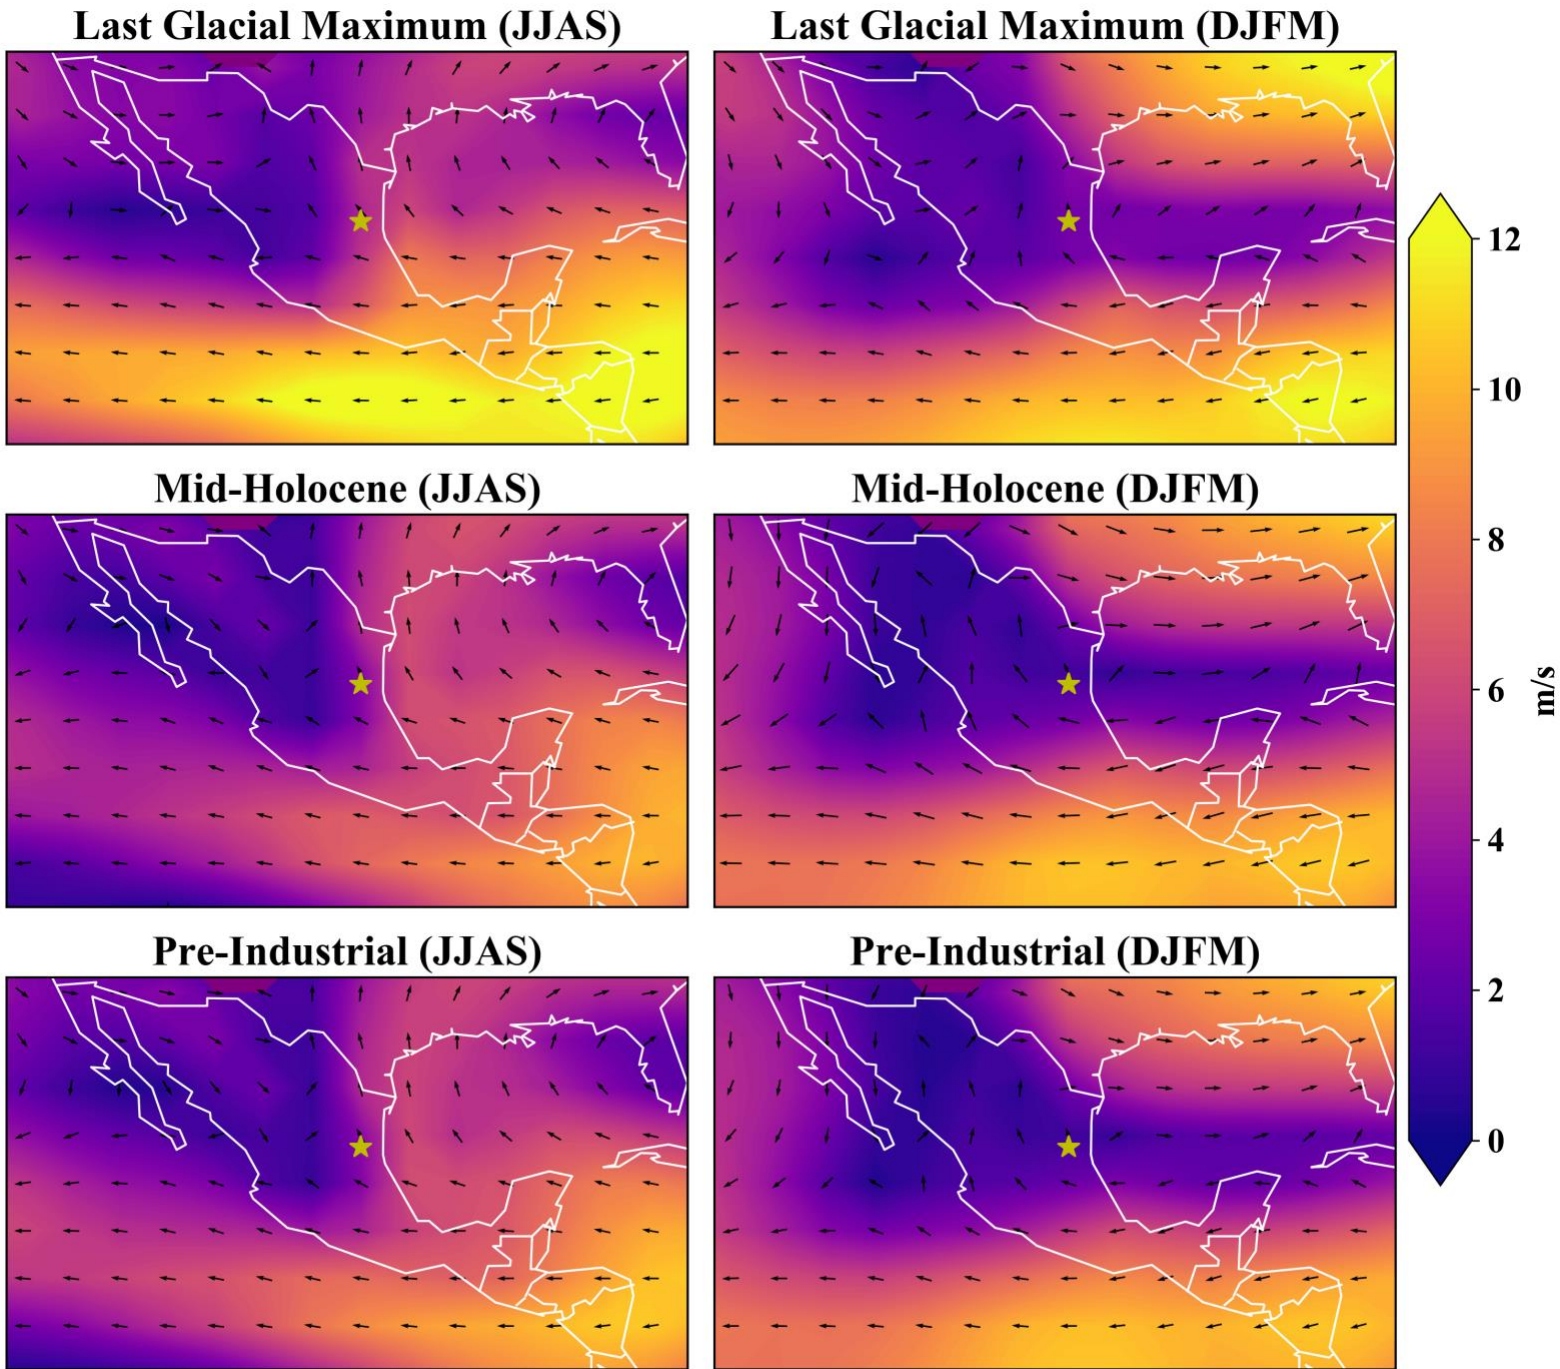 Last Glacial Maximum (JJAS)
Last Glacial Maximum (DJFM)
Mid-Holocene (JJAS)
Mid-Holocene (DJFM)
Pre-Industrial (JJAS)
Pre-Industrial (DJFM)
12
10
8
6
4
2
0
m/s